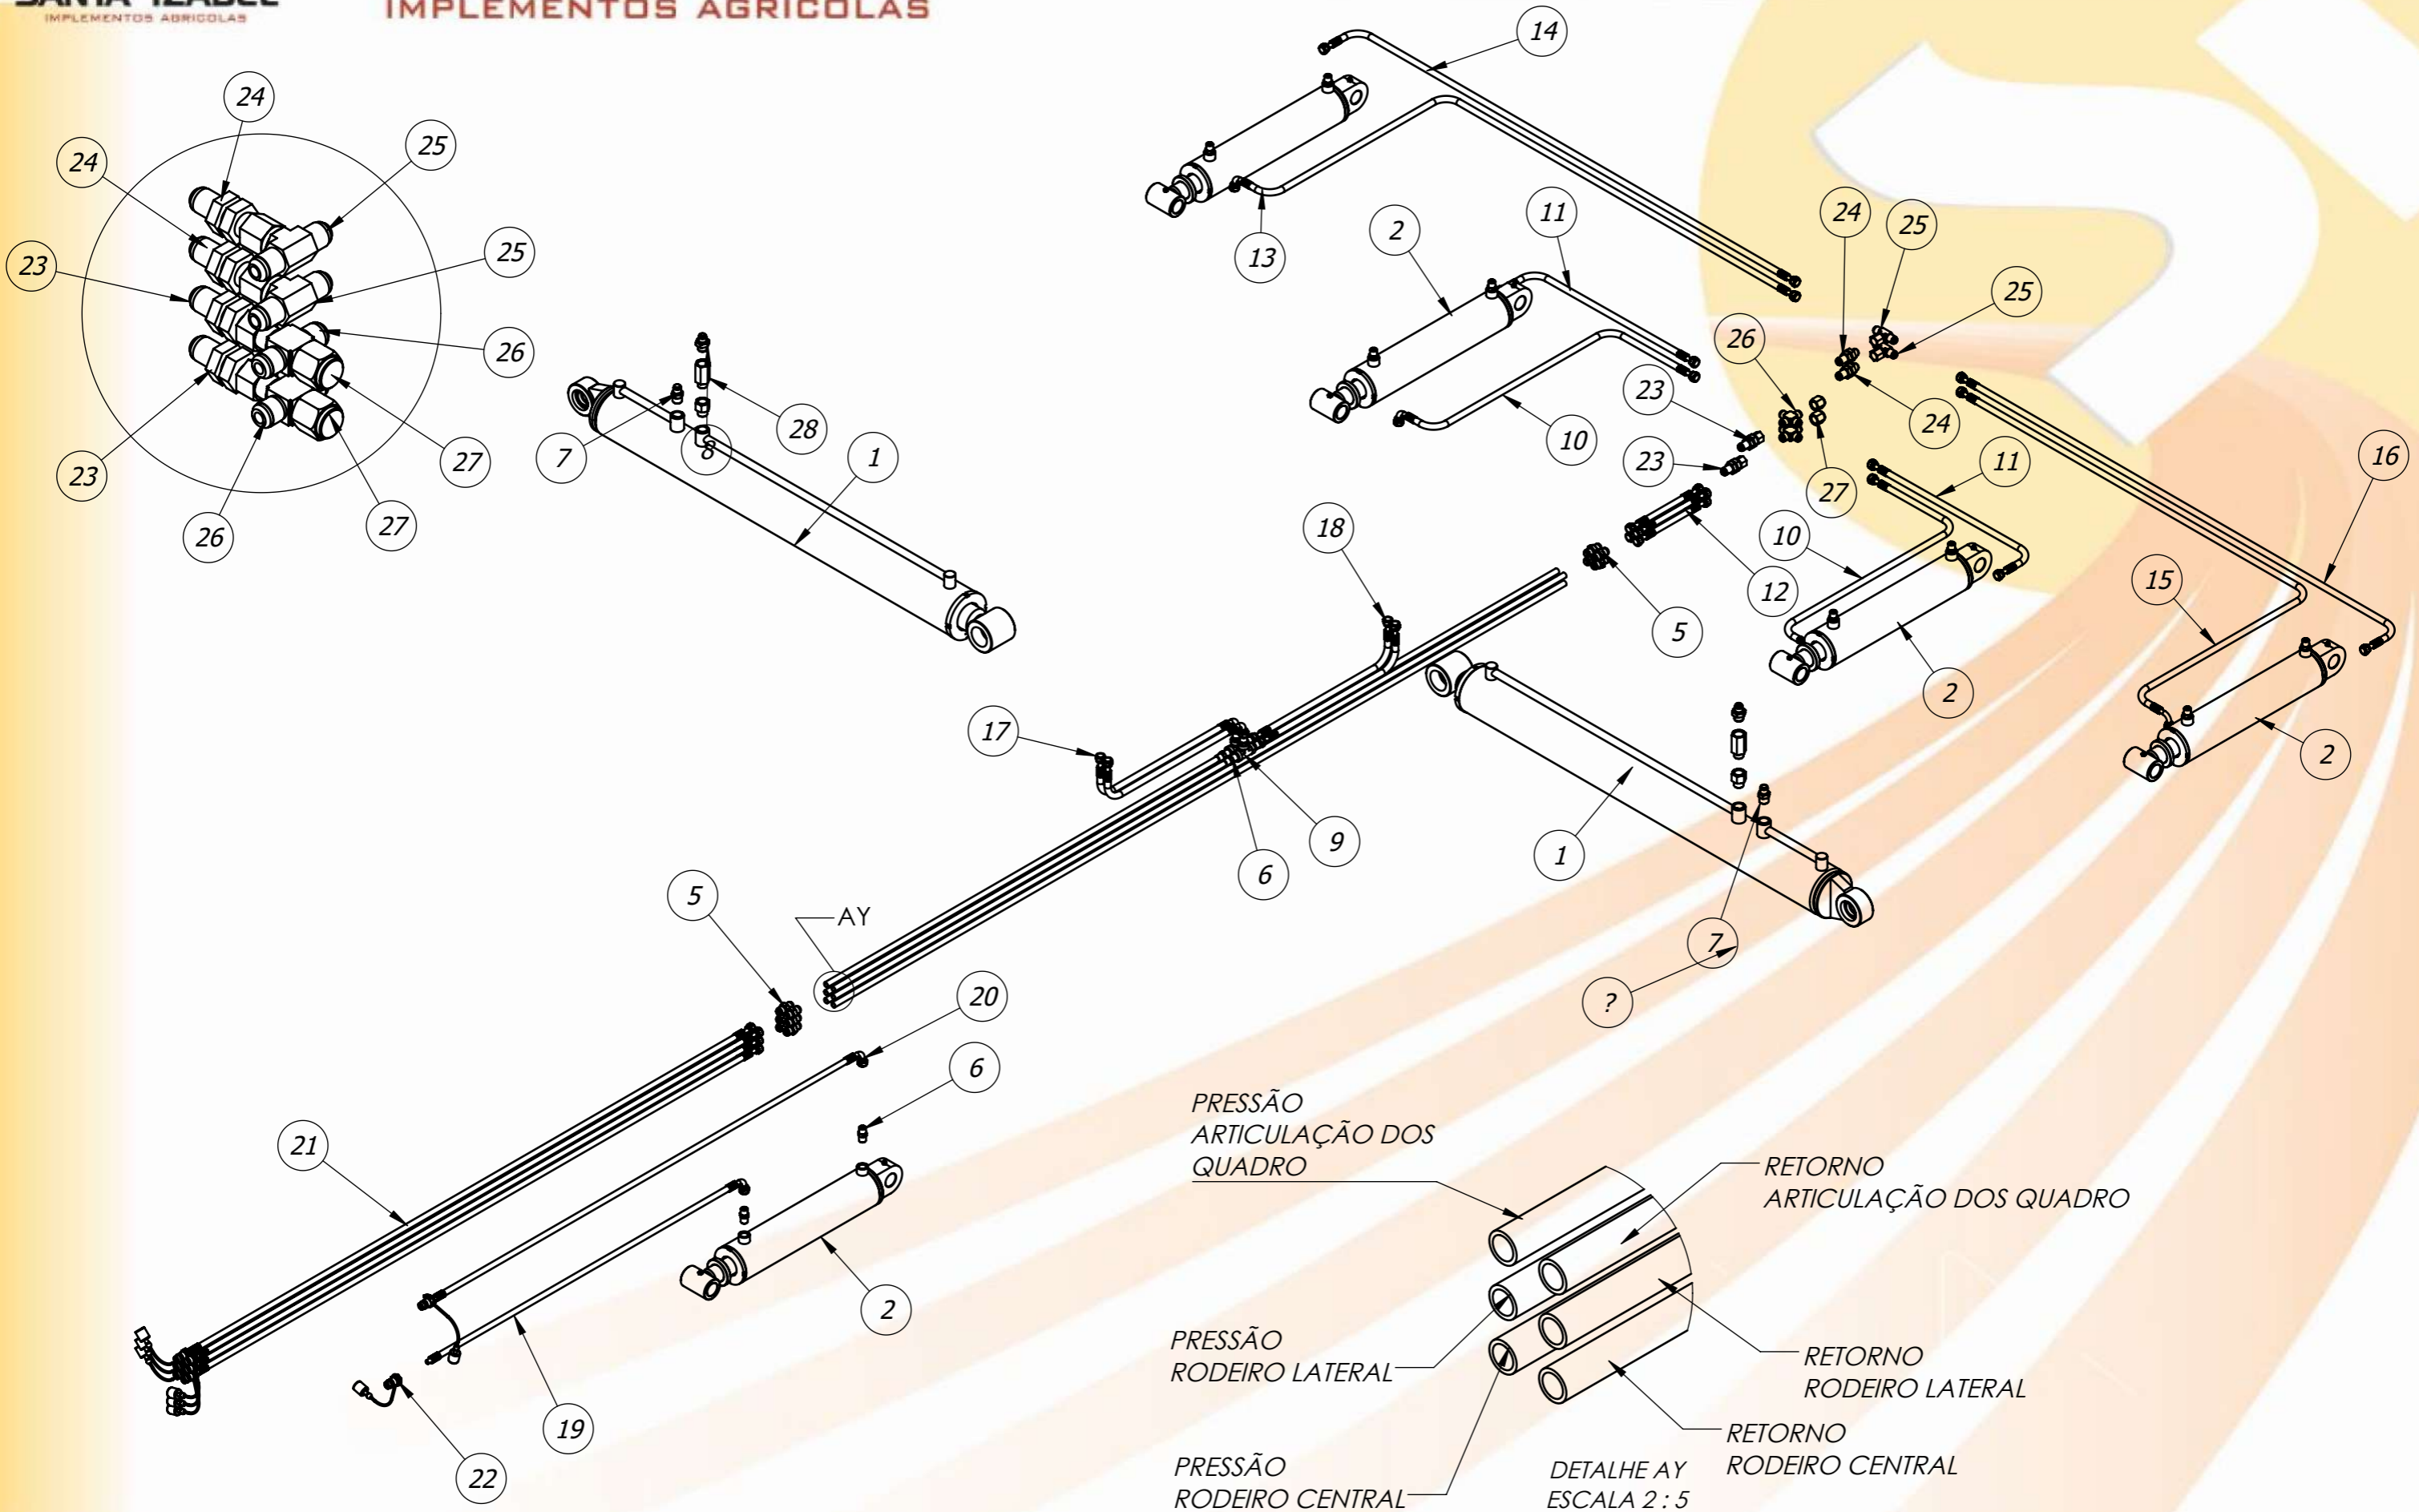 SANTA IZABEL
IMPLEMENTOS AGRICOLAS
IMPLEMENTOS AGRICOLAS
14
24
25
24
11
24
25
2
23
25
13
25
26
26
23
28
24
7
8
1
10
16
23
27
23
27
11
26
27
18
10
12
15
5
2
17
2
9
1
6
5
AY
7
20
?
6
PRESSÃO
ARTICULAÇÃO DOS
QUADRO
21
RETORNO
ARTICULAÇÃO DOS QUADRO
2
PRESSÃO
RODEIRO LATERAL
RETORNO
RODEIRO LATERAL
19
RETORNO
RODEIRO CENTRAL
22
PRESSÃO
RODEIRO CENTRAL
DETALHE AY
ESCALA 2 : 5